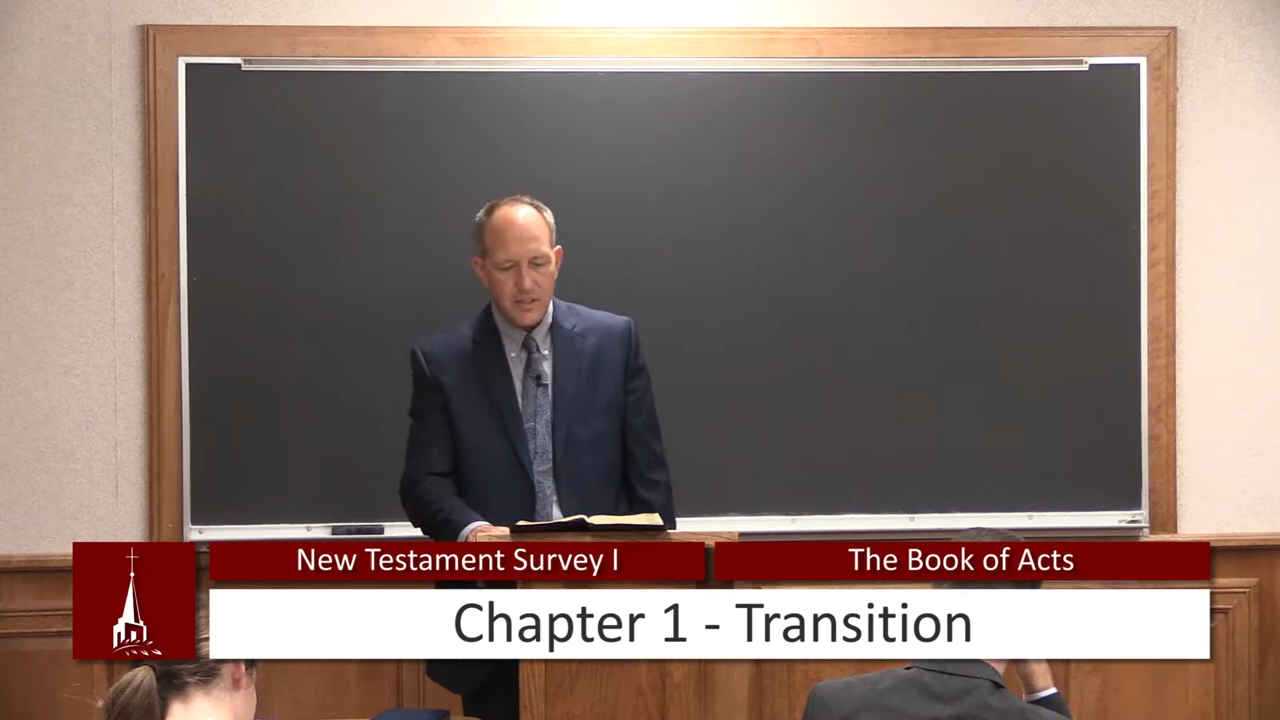 New Testament Survey I
The Book of Acts
Chapter 1 - Transition